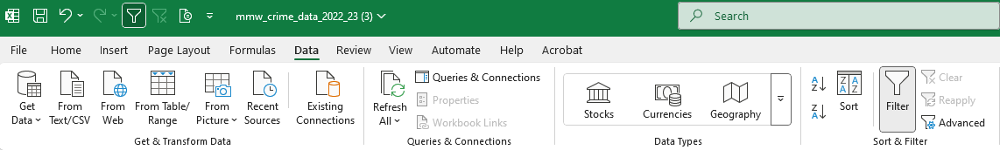 mmw_crime_data_2022_23 (3)
Search
File Home Insert Page Layout Formulas Data Review View Automate Help Acrobat
Get Data
From Text/CSV
From Web
From Table/ Range
From Picture
Recent Sources
Existing Connections
Get & Transform Data
Refresh All
Queries & Connections
Properties
Workbook Links
Queries & Connections
Stocks
Currencies
Geography
Data Types
A Z
Z A
Z A A Z
Sort
Filter
Clear
Reapply
Advanced
Sort & Filter